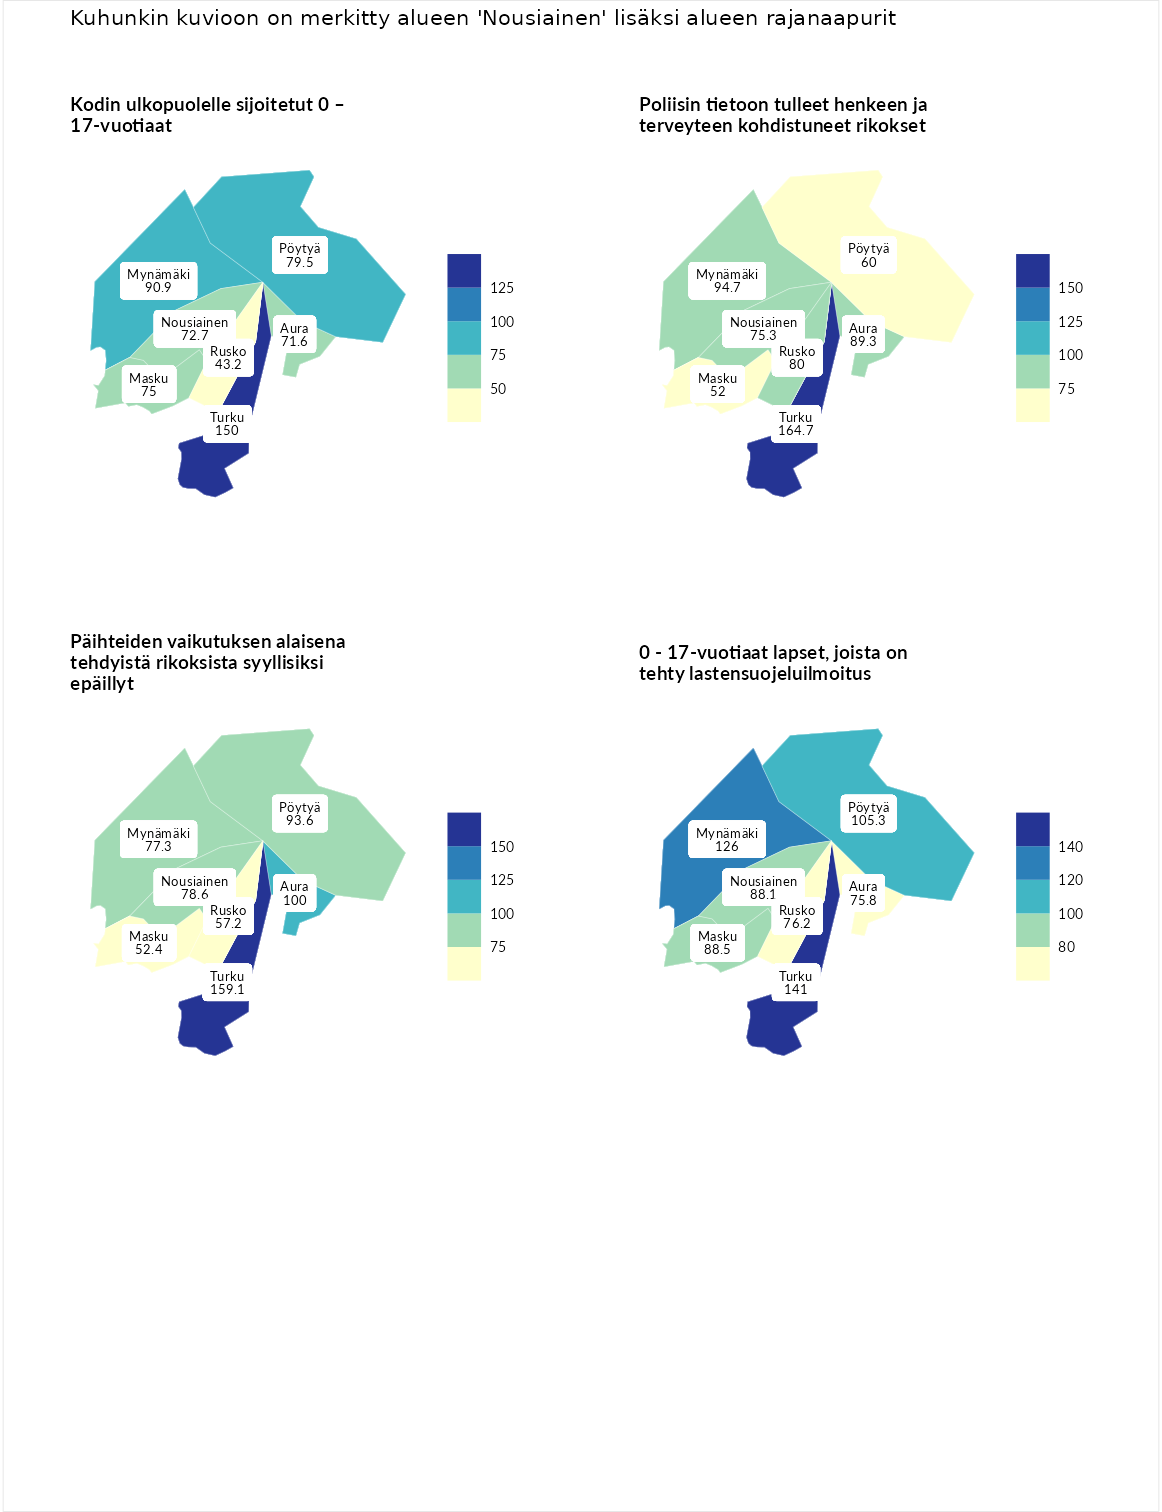 Kuhunkin kuvioon on merkitty alueen 'Nousiainen' lisäksi alueen rajanaapurit
Kodin ulkopuolelle sijoitetut 0 –
17-vuotiaat
Pöytyä
79.5
Mynämäki
90.9
Nousiainen
72.7
Aura
71.6
Rusko
43.2
Masku
75
Turku
150
125
100
75
50
Poliisin tietoon tulleet henkeen ja
terveyteen kohdistuneet rikokset
Pöytyä
60
Mynämäki
94.7
Nousiainen
75.3
Aura
89.3
Rusko
80
Masku
52
Turku
164.7
150
125
100
75
Päihteiden vaikutuksen alaisena
tehdyistä rikoksista syyllisiksi
epäillyt
Pöytyä
93.6
Mynämäki
77.3
Nousiainen
78.6
Aura
100
Rusko
57.2
Masku
52.4
Turku
159.1
150
125
100
75
0 - 17-vuotiaat lapset, joista on
tehty lastensuojeluilmoitus
Pöytyä
105.3
Mynämäki
126
Nousiainen
88.1
Aura
75.8
Rusko
76.2
Masku
88.5
Turku
141
140
120
100
80